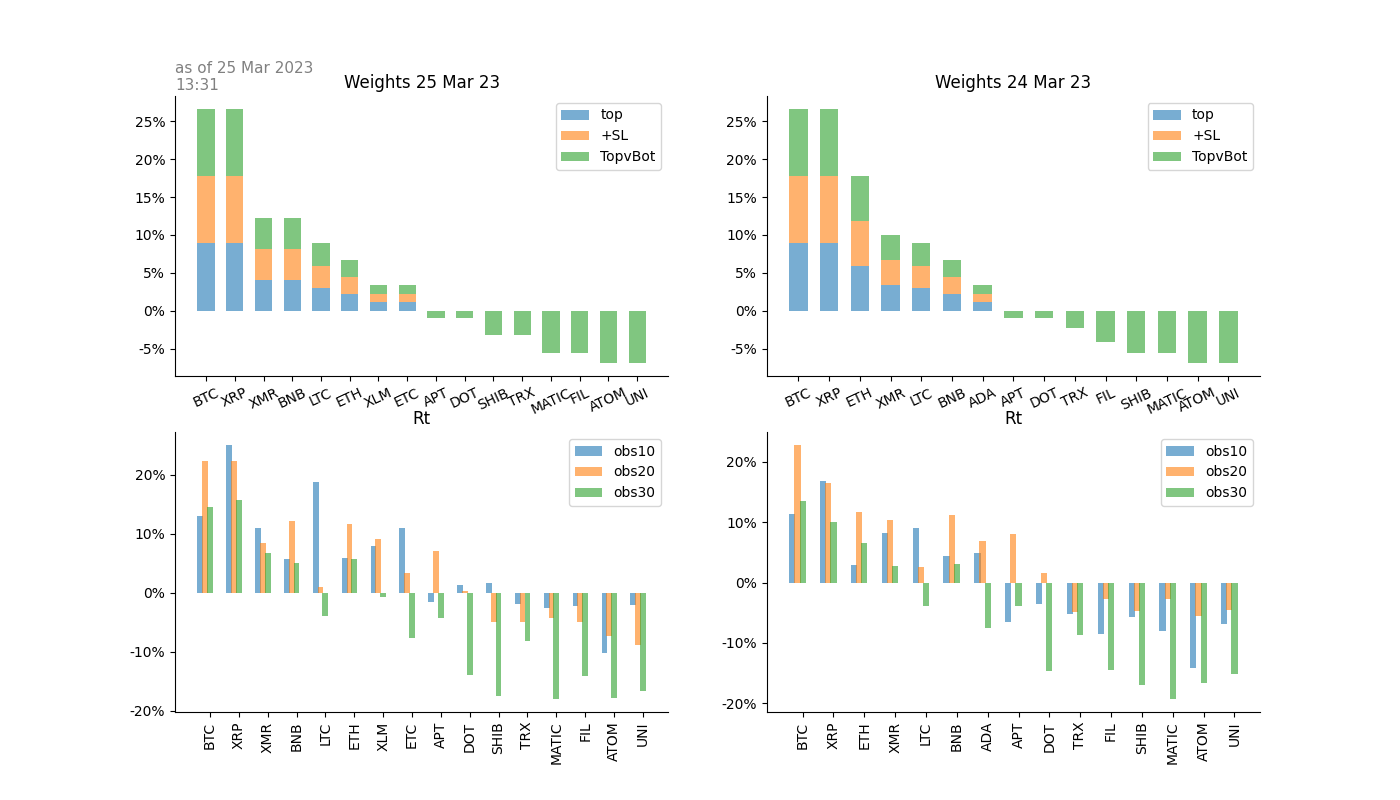 as of 25 Mar 2023
13:31
Weights 25 Mar 23
25%
20%
15%
10%
5%
0%
-5%
top
+SL
TopvBot
BTC XRP XMR BNB LTC ETH XLM ETC APT DOT SHIB TRX MATIC FIL ATOM UNI
Weights 24 Mar 23
25%
20%
15%
10%
5%
0%
-5%
top
+SL
TopvBot
BTC XRP ETH XMR LTC BNB ADA APT DOT TRX FIL SHIB MATIC ATOM UNI
Rt
20%
10%
0%
-10%
-20%
obs10
obs20
obs30
BTC XRP XMR BNB LTC ETH XLM ETC APT DOT SHIB TRX MATIC FIL ATOM UNI
Rt
20%
10%
0%
-10%
-20%
obs10
obs20
obs30
BTC XRP ETH XMR LTC BNB ADA APT DOT TRX FIL SHIB MATIC ATOM UNI